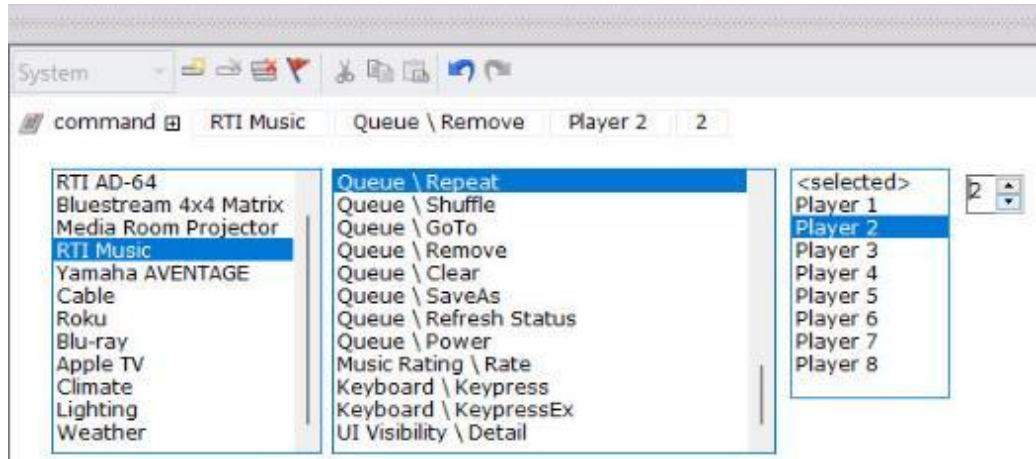 System
command RTI Music Queue \ Remove Player 2 2
RTI AD-64
Bluestream 4x4 Matrix
Media Room Projector
RTI Music
Yamaha AVENTAGE
Cable
Roku
Blu-ray
Apple TV
Climate
Lighting
Weather
Queue \ Repeat
Queue \ Shuffle
Queue \ GoTo
Queue \ Remove
Queue \ Clear
Queue \ SaveAs
Queue \ Refresh Status
Queue \ Power
Music Rating \ Rate
Keyboard \ Keypress
Keyboard \ KeypressEx
UI Visibility \ Detail
<selected>
Player 1
Player 2
Player 3
Player 4
Player 5
Player 6
Player 7
Player 8
2